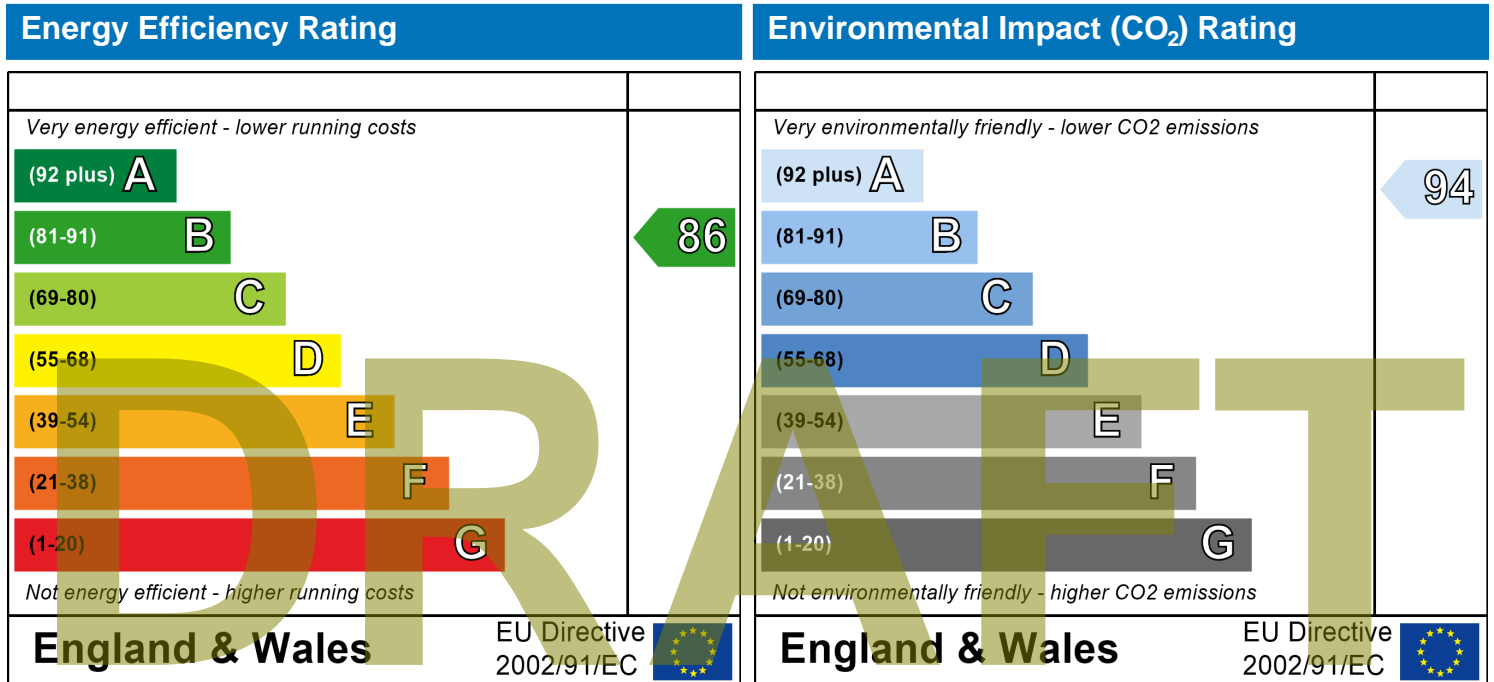 Energy Efficiency Rating
Very energy efficient - lower running costs
(92 plus) A
(81-91) B
86
(69-80) C
(55-68) D
(39-54) E
(21-38) F
(1-20) G
Not energy efficient - higher running costs
England & Wales
EU Directive
2002/91/EC
Environmental Impact (CO₂) Rating
Very environmentally friendly - lower CO2 emissions
(92 plus) A
94
(81-91) B
(69-80) C
(55-68) D
(39-54) E
(21-38) F
(1-20) G
Not environmentally friendly - higher CO2 emissions
England & Wales
EU Directive
2002/91/EC
DRAFT